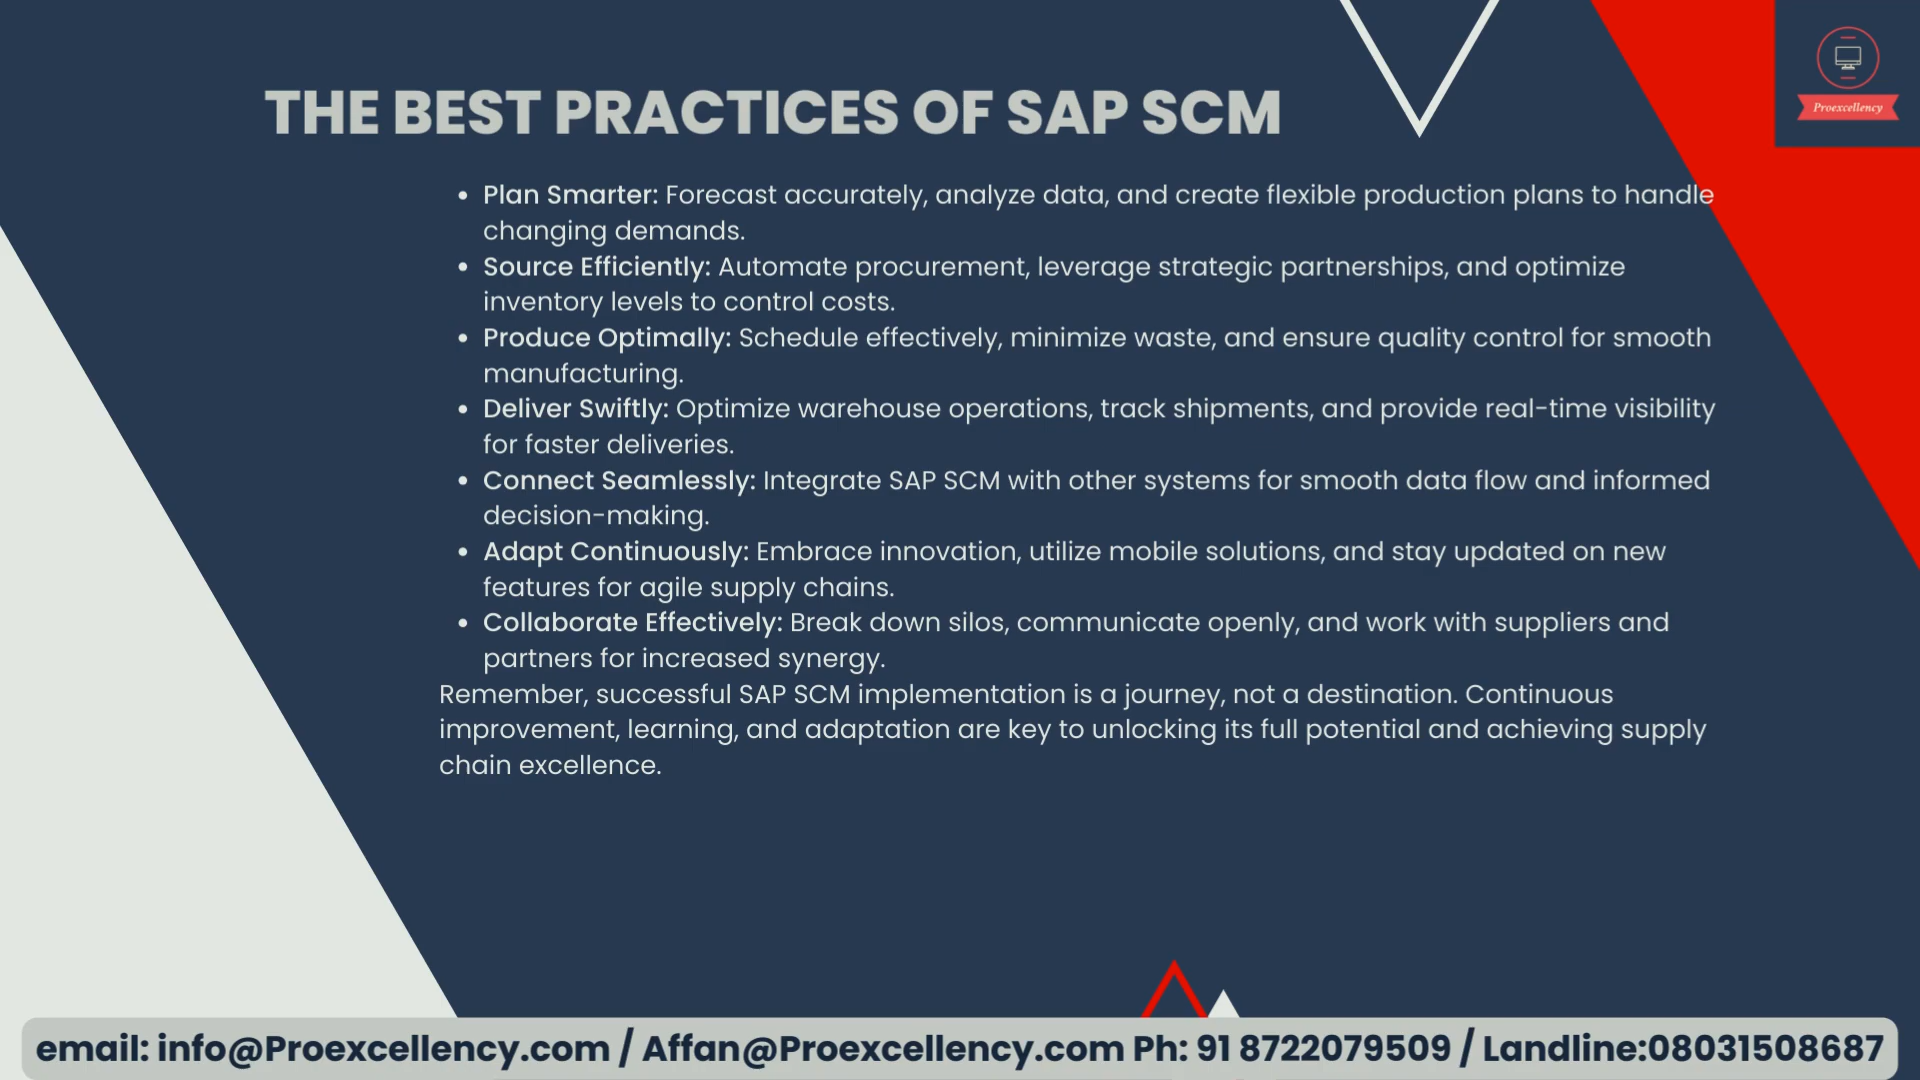 THE BEST PRACTICES OF SAP SCM
Proexcellency
• Plan Smarter: Forecast accurately, analyze data, and create flexible production plans to handle
changing demands.
• Source Efficiently: Automate procurement, leverage strategic partnerships, and optimize
inventory levels to control costs.
• Produce Optimally: Schedule effectively, minimize waste, and ensure quality control for smooth
manufacturing.
• Deliver Swiftly: Optimize warehouse operations, track shipments, and provide real-time visibility
for faster deliveries.
• Connect Seamlessly: Integrate SAP SCM with other systems for smooth data flow and informed
decision-making.
• Adapt Continuously: Embrace innovation, utilize mobile solutions, and stay updated on new
features for agile supply chains.
• Collaborate Effectively: Break down silos, communicate openly, and work with suppliers and
partners for increased synergy.
Remember, successful SAP SCM implementation is a journey, not a destination. Continuous
improvement, learning, and adaptation are key to unlocking its full potential and achieving supply
chain excellence.
email: info@Proexcellency.com / Affan@Proexcellency.com Ph: 91 8722079509 / Landline:08031508687